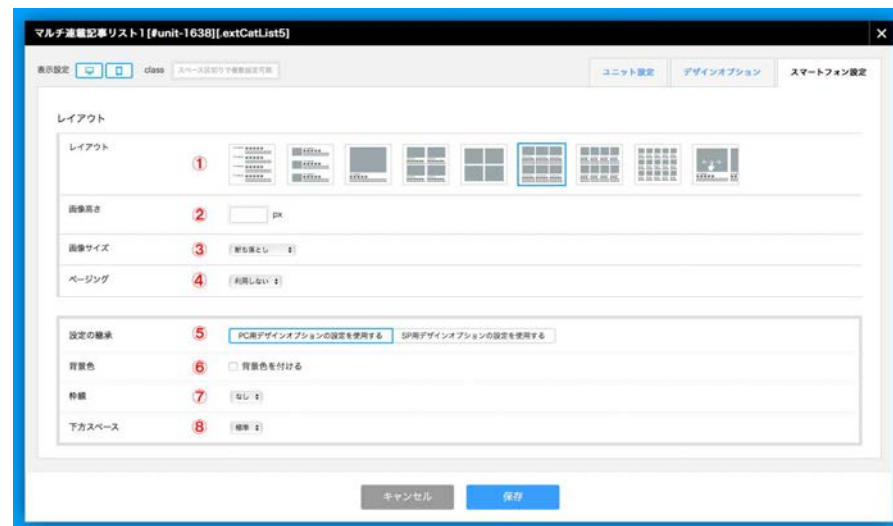 マルチ連載記事リスト1[#unit-1638][.extCatList5]
×
表示設定 class スペース区切りで複数設定可能 ユニット設定 デザインオプション スマートフォン設定
レイアウト
レイアウト ①
画像高さ ② px
画像サイズ ③ 断ち落とし
ページング ④ 利用しない
設定の継承 ⑤ PC用デザインオプションの設定を使用する SP用デザインオプションの設定を使用する
背景色 ⑥ 背景色を付ける
枠線 ⑦ なし
下方スペース ⑧ 標準
キャンセル 保存